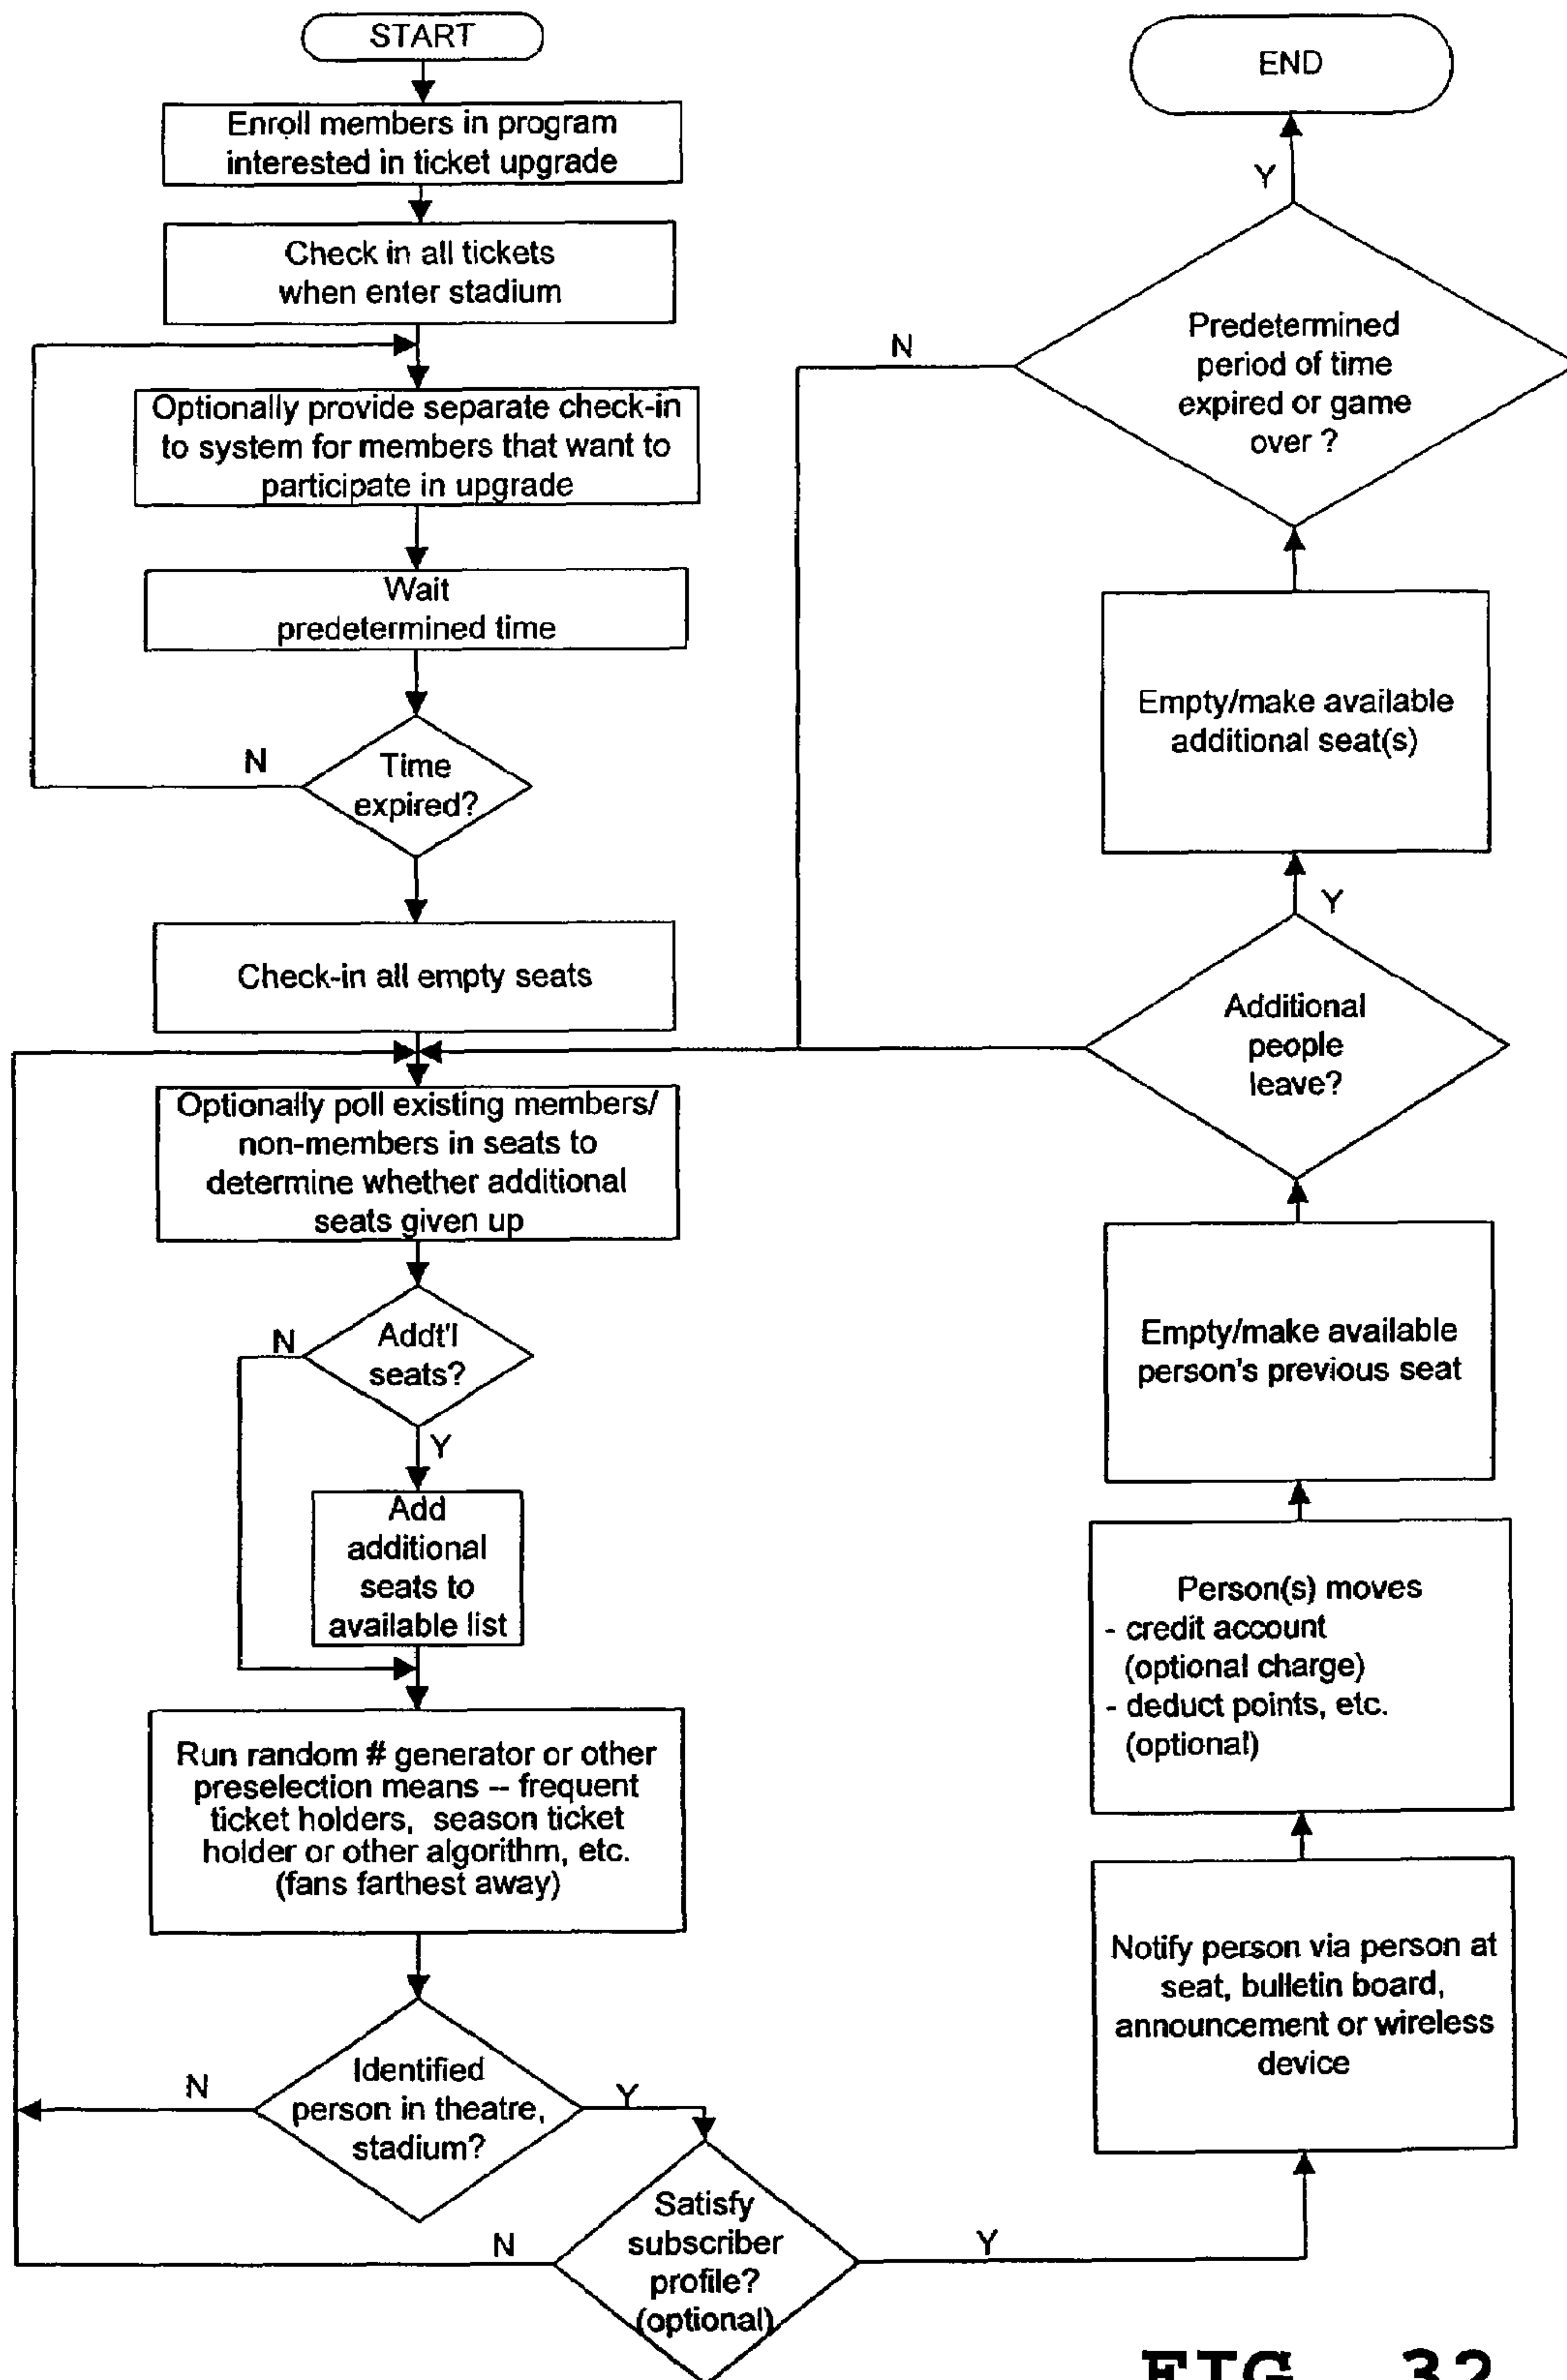 START
Enroll members in program
interested in ticket upgrade
Check in all tickets
when enter stadium
Optionally provide separate check-in
to system for members that want to
participate in upgrade
Wait
predetermined time
N
Time
expired?
Check-in all empty seats
Optionally poll existing members/
non-members in seats to
determine whether additional
seats given up
N
Addt'l
seats?
Y
Add
additional
seats to
available list
Run random # generator or other
preselection means -- frequent
ticket holders, season ticket
holder or other algorithm, etc.
(fans farthest away)
N
Identified
person in theatre,
stadium?
Y
N
Satisfy
subscriber
profile?
(optional)
Y
Notify person via person at
seat, bulletin board,
announcement or wireless
device
Person(s) moves
- credit account
(optional charge)
- deduct points, etc.
(optional)
Empty/make available
person's previous seat
Additional
people
leave?
Y
Empty/make available
additional seat(s)
Predetermined
period of time
expired or game
over ?
N
Y
END
FIG. 32